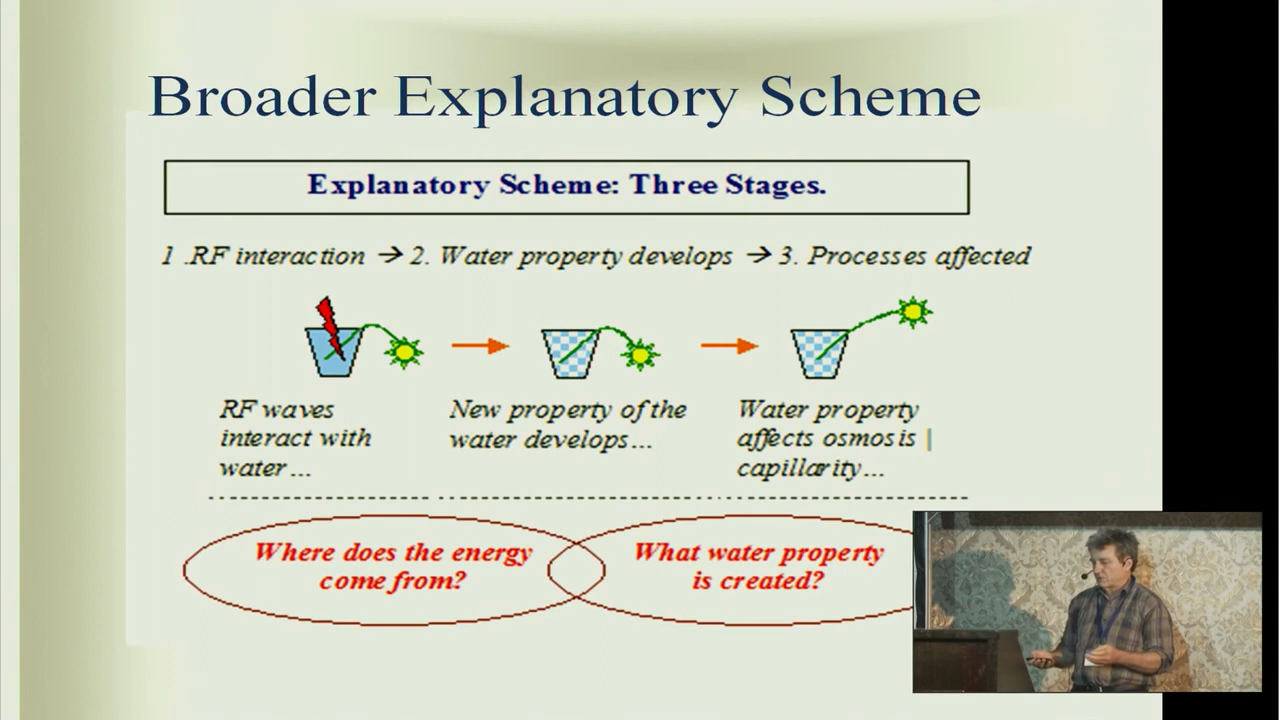 Broader Explanatory Scheme
Explanatory Scheme: Three Stages.
1 .RF interaction → 2. Water property develops → 3. Processes affected
RF waves
interact with
water…
New property of the
water develops…
Water property
affects osmosis |
capillarity…
Where does the energy
come from?
What water property
is created?